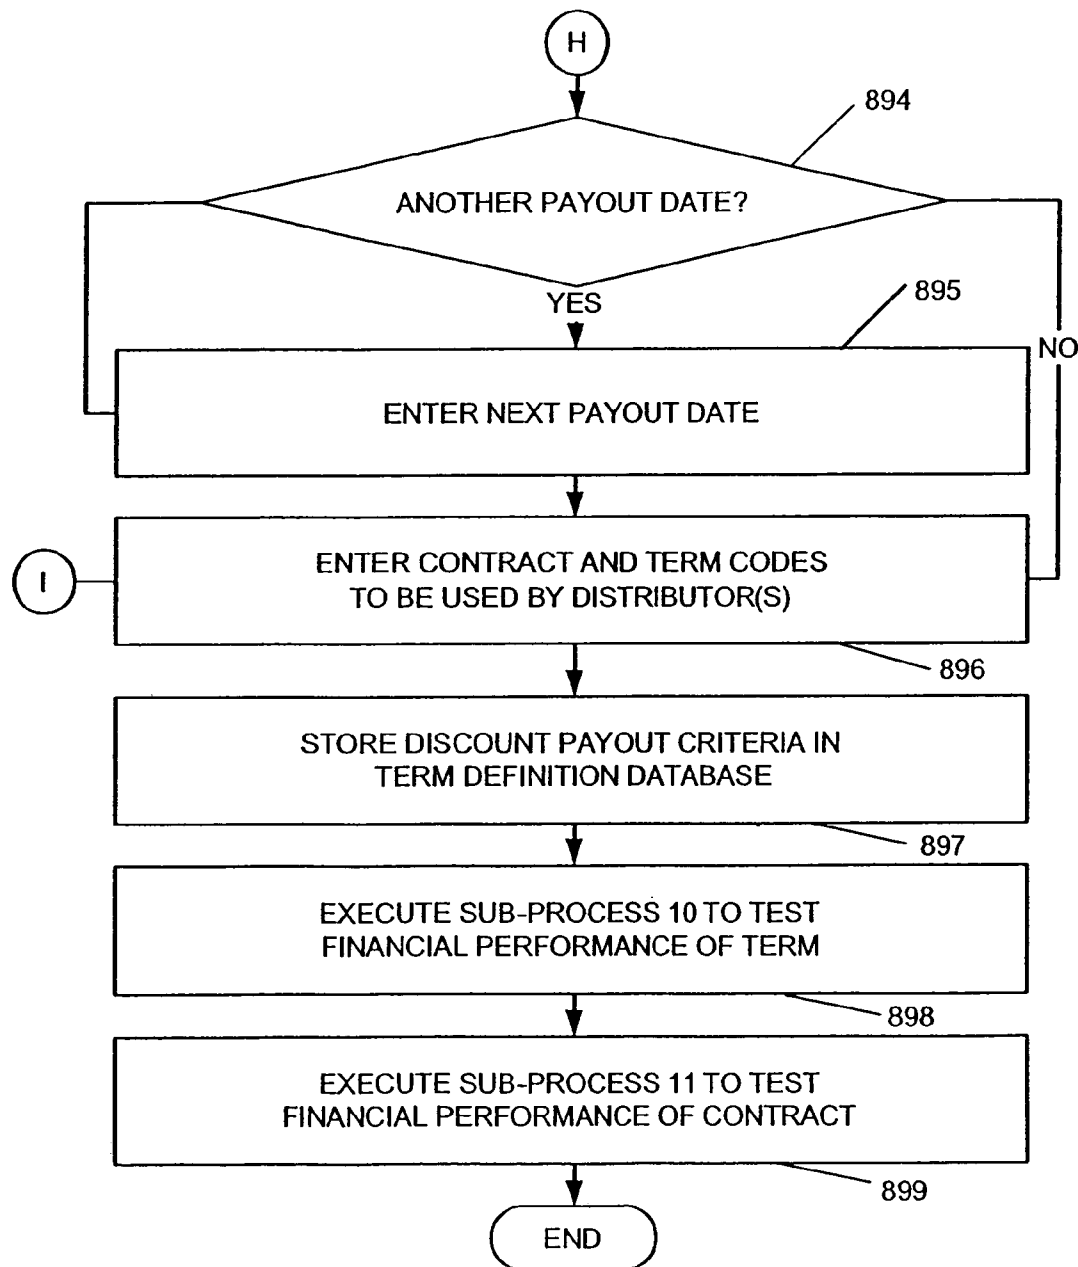 H
894
ANOTHER PAYOUT DATE?
YES
895
NO
ENTER NEXT PAYOUT DATE
I
ENTER CONTRACT AND TERM CODES
TO BE USED BY DISTRIBUTOR(S)
896
STORE DISCOUNT PAYOUT CRITERIA IN
TERM DEFINITION DATABASE
897
EXECUTE SUB-PROCESS 10 TO TEST
FINANCIAL PERFORMANCE OF TERM
898
EXECUTE SUB-PROCESS 11 TO TEST
FINANCIAL PERFORMANCE OF CONTRACT
899
END